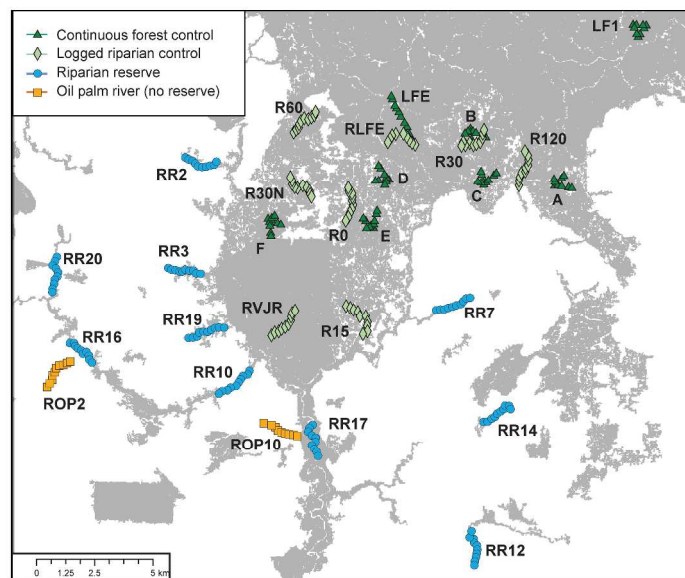 Continuous forest control
Logged riparian control
Riparian reserve
Oil palm river (no reserve)
LF1
R60
LFE
RLFE
B
R30
R120
RR2
R30N
D
C
A
R0
E
F
RR20
RR3
RR19
RVJR
R15
RR7
RR16
RR10
ROP2
ROP10
RR17
RR14
RR12
0 1.25 2.5 5 km